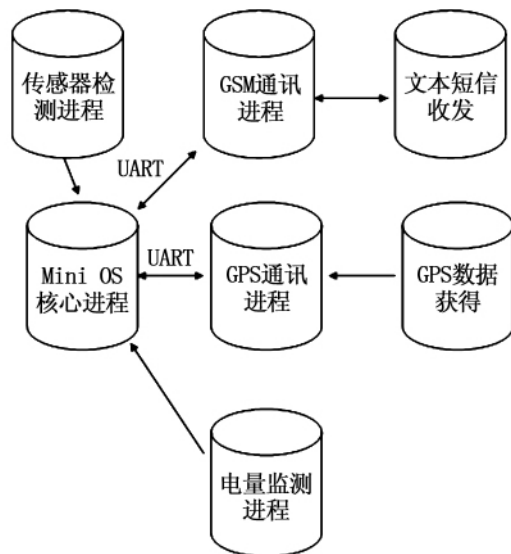 传感器检
测进程
GSM通讯
进程
文本短信
收发
UART
Mini OS
核心进程
UART
GPS通讯
进程
GPS数据
获得
电量监测
进程